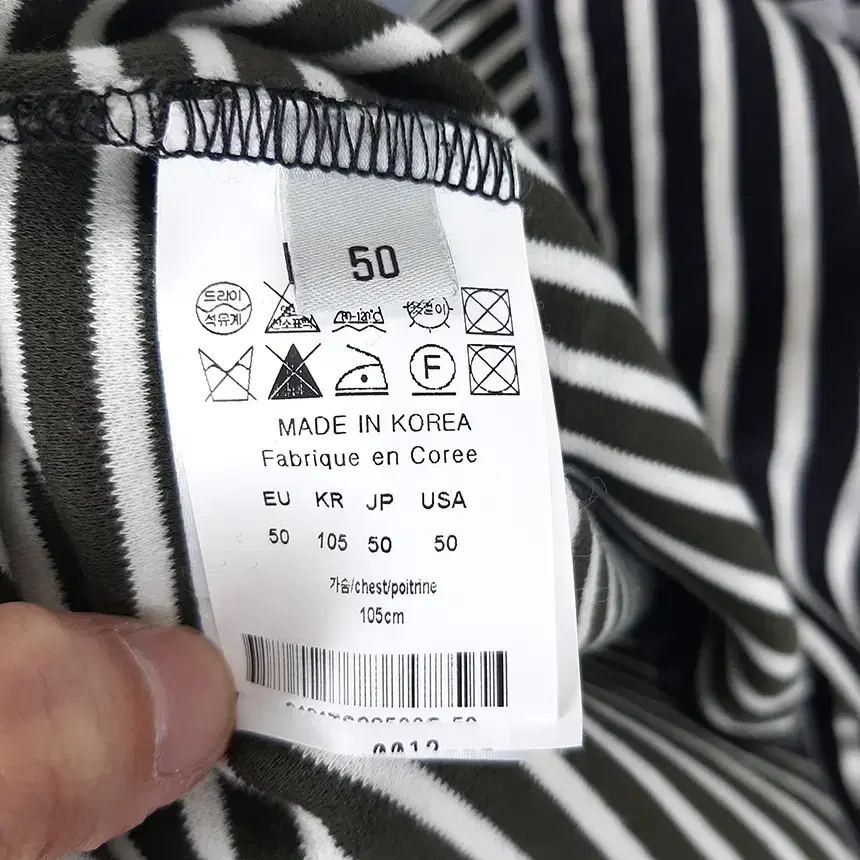 50
드라이
석유계
F
MADE IN KOREA
Fabrique en Coree
EU KR JP USA
50 105 50 50
가슴/chest/poitrine
105cm